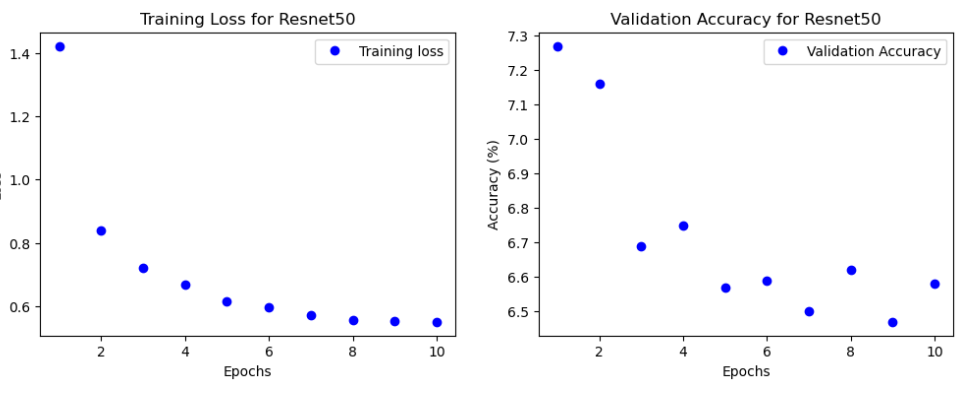 Training Loss for Resnet50
1.4
1.2
1.0
0.8
0.6
Training loss
2 4 6 8 10
Epochs
Validation Accuracy for Resnet50
7.3
7.2
7.1
7.0
6.9
6.8
6.7
6.6
6.5
Accuracy (%)
Validation Accuracy
2 4 6 8 10
Epochs